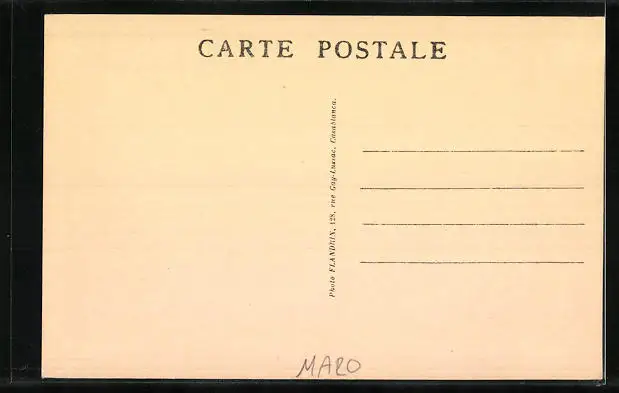 CARTE POSTALE
Photo FLANDRIN, 128, rue Gay-Lussac, Casablanca.
MARO